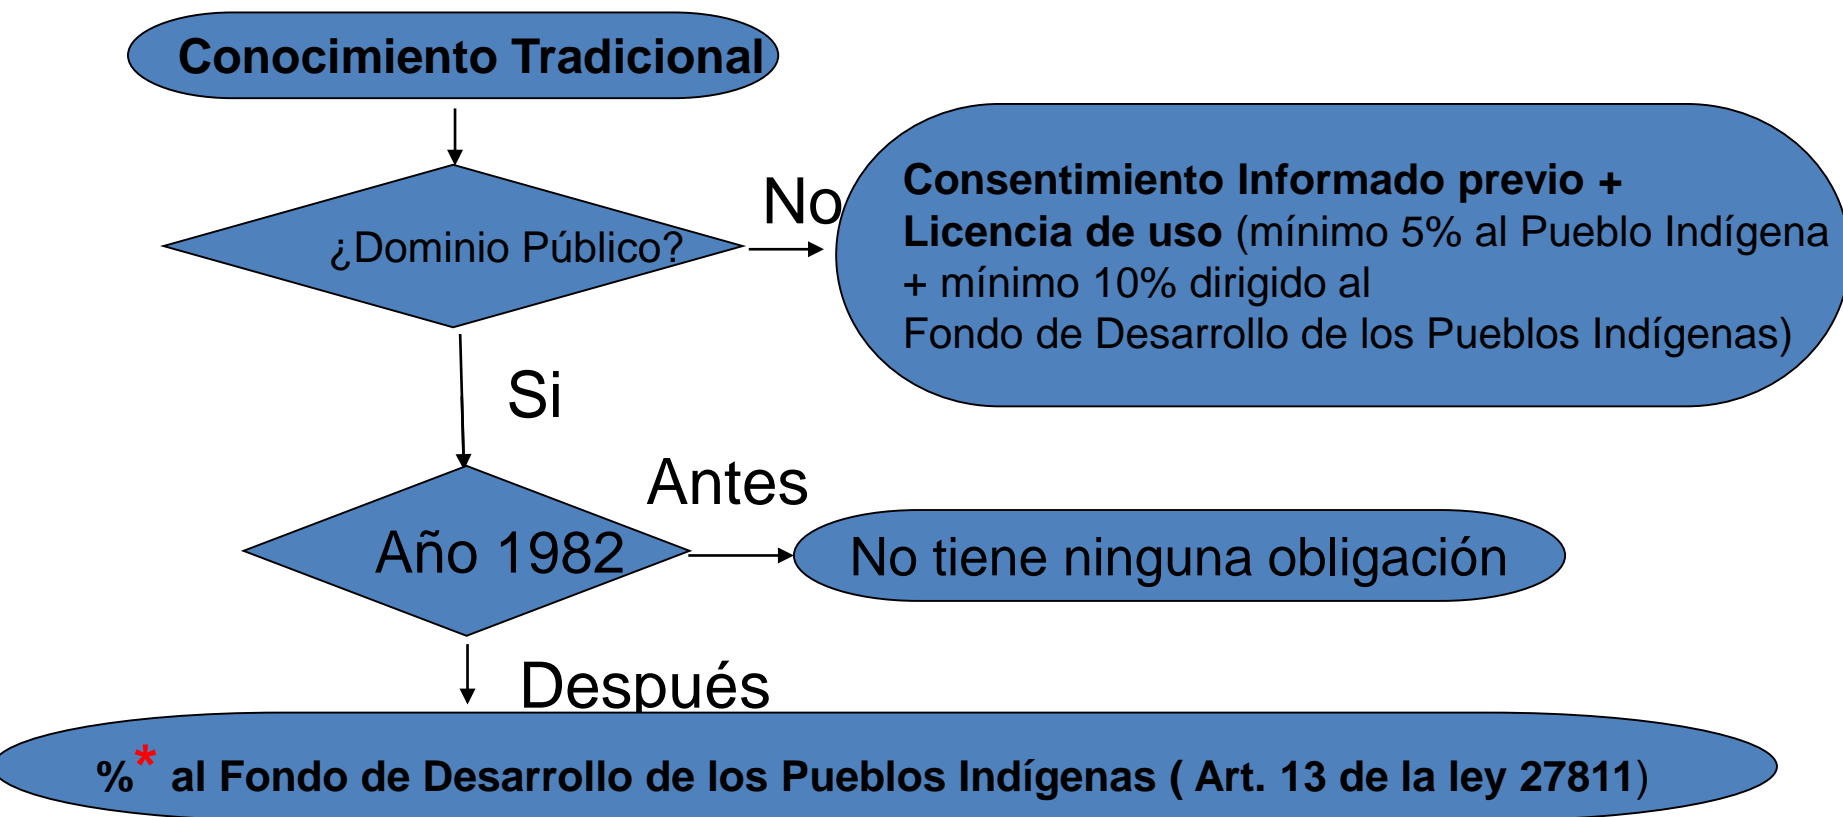 Conocimiento Tradicional
¿Dominio Público?
No
Consentimiento Informado previo +
Licencia de uso (mínimo 5% al Pueblo Indígena
+ mínimo 10% dirigido al
Fondo de Desarrollo de los Pueblos Indígenas)
Si
Año 1982
Antes
No tiene ninguna obligación
Después
%* al Fondo de Desarrollo de los Pueblos Indígenas ( Art. 13 de la ley 27811)